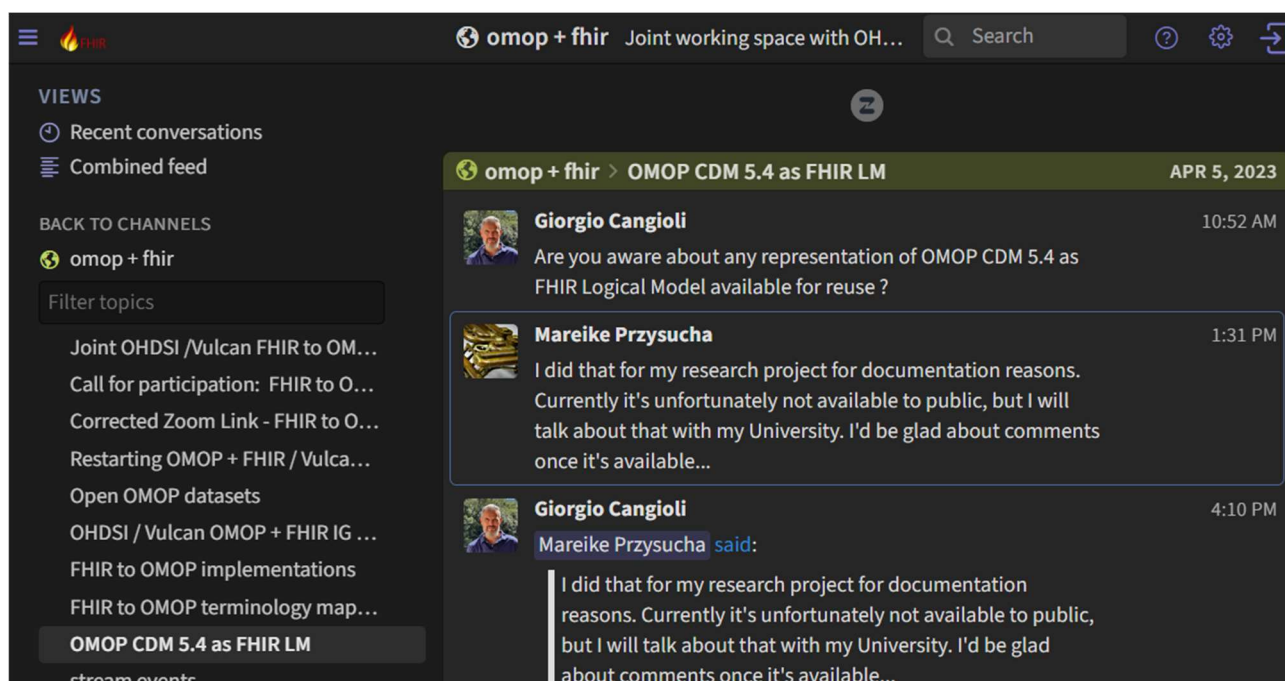 FHIR
omop + fhir Joint working space with OH... Search
VIEWS
Recent conversations
Combined feed
BACK TO CHANNELS
omop + fhir
Filter topics
Joint OHDSI /Vulcan FHIR to OM...
Call for participation: FHIR to O...
Corrected Zoom Link - FHIR to O...
Restarting OMOP + FHIR / Vulca...
Open OMOP datasets
OHDSI / Vulcan OMOP + FHIR IG ...
FHIR to OMOP implementations
FHIR to OMOP terminology map...
OMOP CDM 5.4 as FHIR LM
stream events
omop + fhir > OMOP CDM 5.4 as FHIR LM APR 5, 2023
Giorgio Cangioli 10:52 AM
Are you aware about any representation of OMOP CDM 5.4 as
FHIR Logical Model available for reuse ?
Mareike Przysucha 1:31 PM
I did that for my research project for documentation reasons.
Currently it's unfortunately not available to public, but I will
talk about that with my University. I'd be glad about comments
once it's available...
Giorgio Cangioli 4:10 PM
Mareike Przysucha said:
I did that for my research project for documentation
reasons. Currently it's unfortunately not available to public,
but I will talk about that with my University. I'd be glad
about comments once it's available...